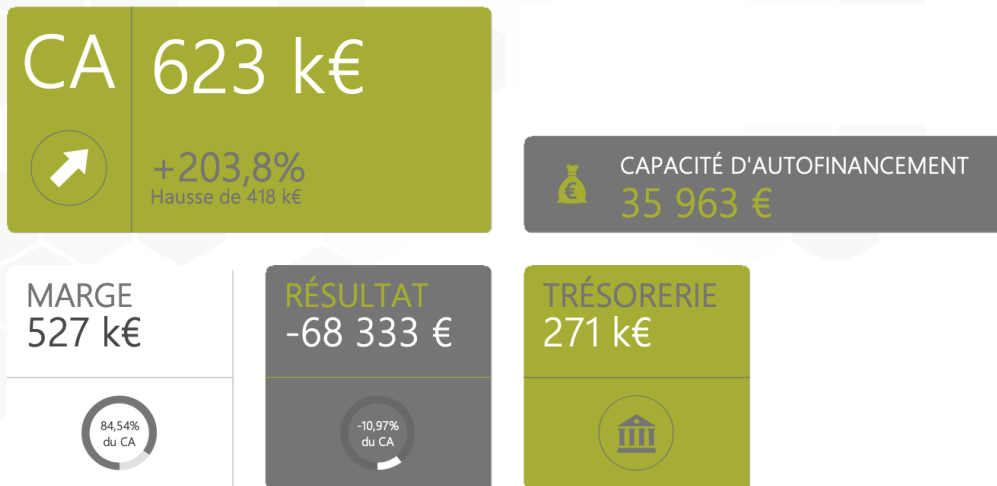 CA
623 k€
+203,8%
Hausse de 418 k€
CAPACITÉ D'AUTOFINANCEMENT
€
35 963 €
MARGE
527 k€
84,54%
du CA
RÉSULTAT
-68 333 €
-10,97%
du CA
TRÉSORERIE
271 k€